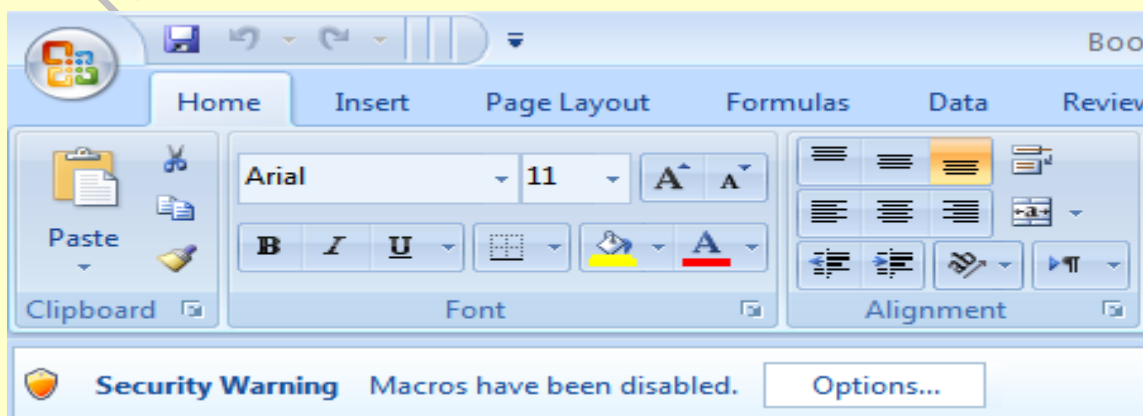 Boo
Home Insert Page Layout Formulas Data Review
Arial 11 A A
Paste B I U A
Clipboard Font Alignment
Security Warning Macros have been disabled. Options...